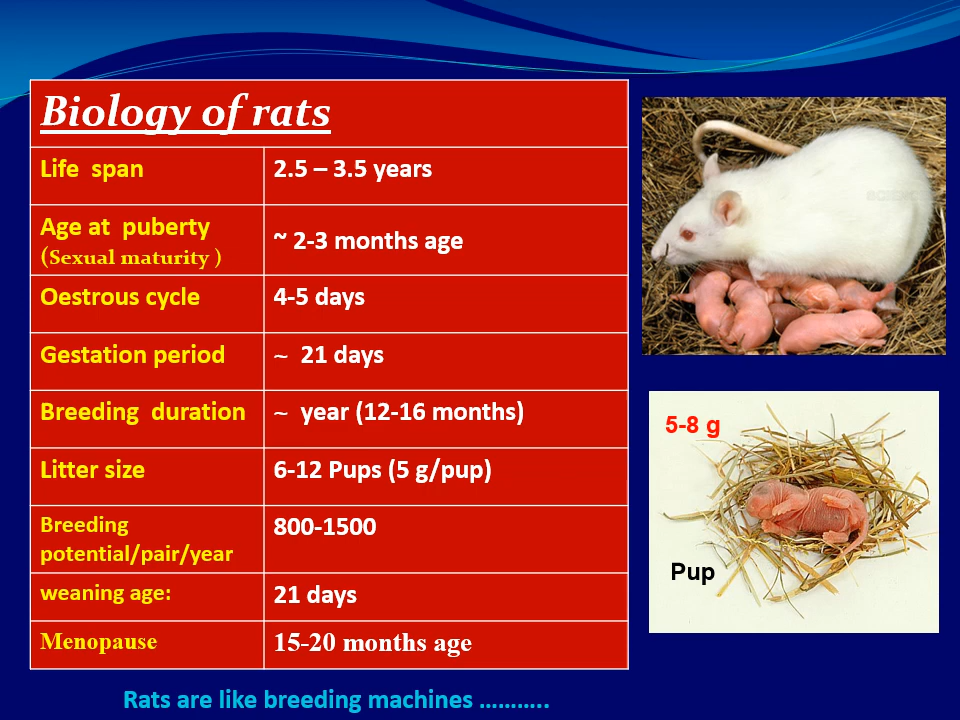 Biology of rats
Life span 2.5 – 3.5 years
Age at puberty
(Sexual maturity ) ~ 2-3 months age
Oestrous cycle 4-5 days
Gestation period ~ 21 days
Breeding duration ~ year (12-16 months)
Litter size 6-12 Pups (5 g/pup)
Breeding
potential/pair/year 800-1500
weaning age: 21 days
Menopause 15-20 months age
5-8 g
Pup
Rats are like breeding machines ………..